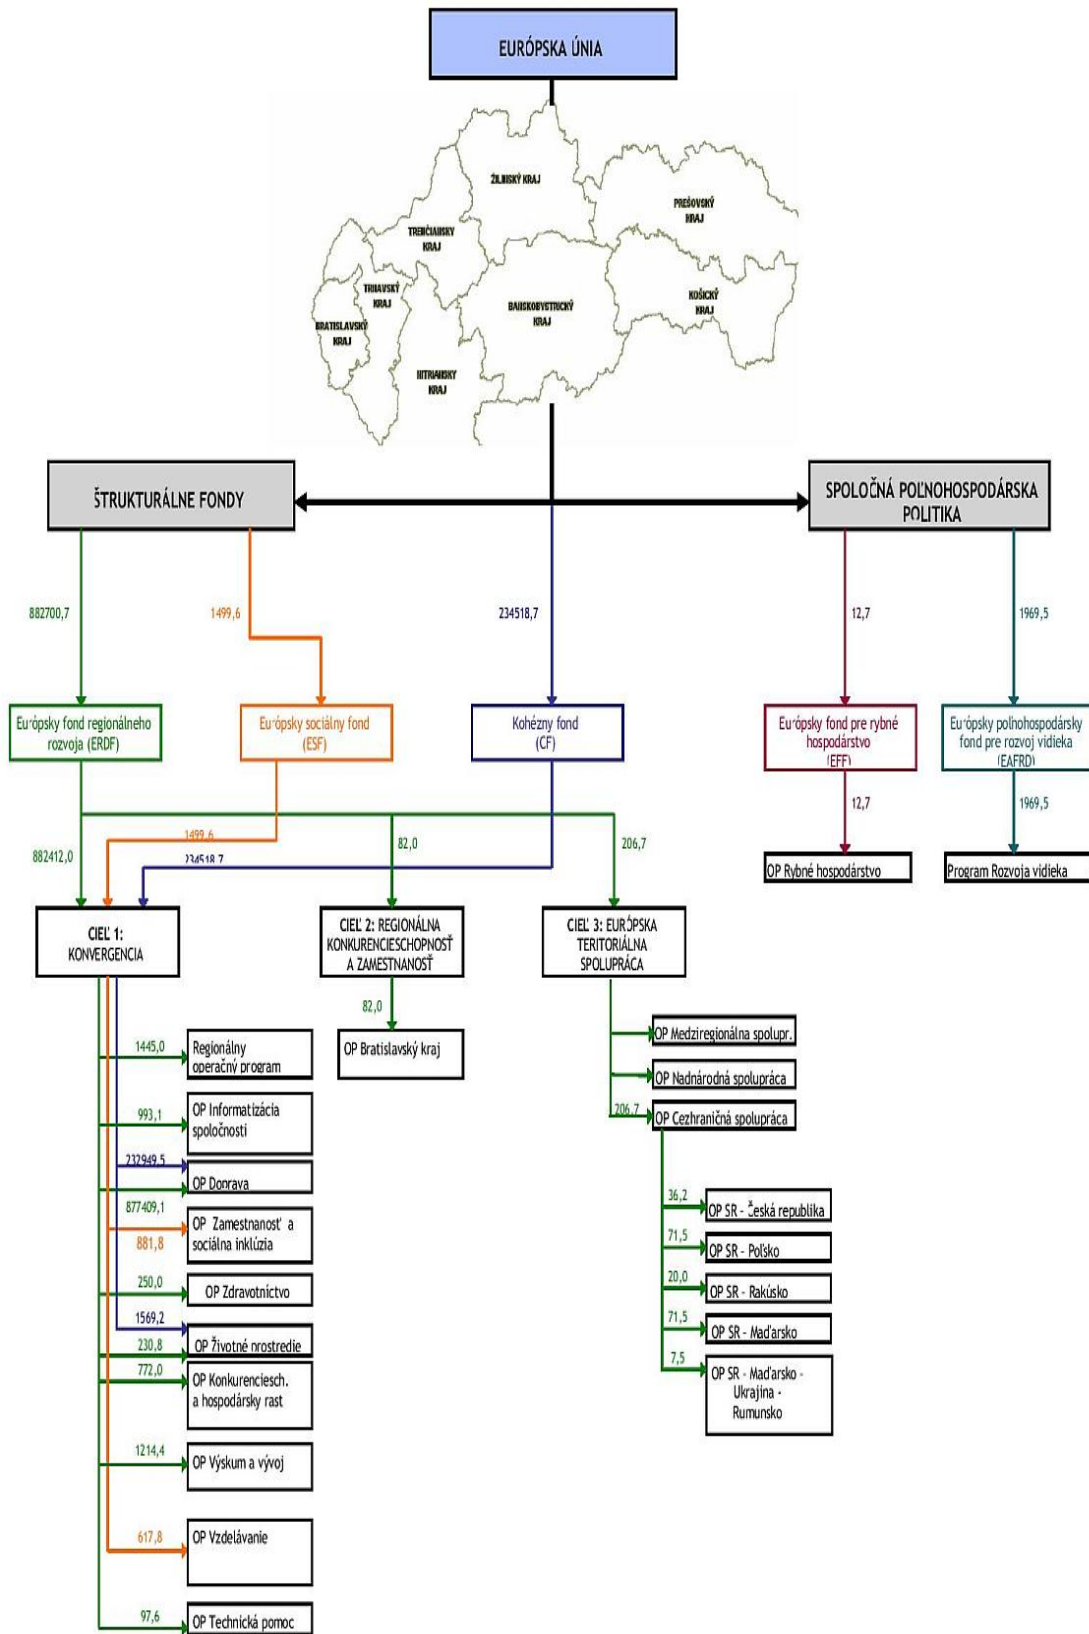 EURÓPSKA ÚNIA
ŽILINSKÝ KRAJ
PREŠOVSKÝ
KRAJ
TRENČIANSKY
KRAJ
TRNAVSKÝ
KRAJ
BANSKOBYSTRICKÝ
KRAJ
KOŠICKÝ
KRAJ
BRATISLAVSKÝ
KRAJ
NITRIANSKY
KRAJ
ŠTRUKTURÁLNE FONDY
SPOLOČNÁ POĽNOHOSPODÁRSKA
POLITIKA
882700,7
1499,6
234518,7
12,7
1969,5
Európsky fond regionálneho
rozvoja (ERDF)
Európsky sociálny fond
(ESF)
Kohézny fond
(CF)
Európsky fond pre rybné
hospodárstvo
(EFF)
Európsky polnohospodársky
fond pre rozvoj vidieka
(EAFRD)
882412,0
1499,6
234518,7
82,0
206,7
12,7
1969,5
OP Rybné hospodárstvo
Program Rozvoja vidieka
CIEĽ 1:
KONVERGENCIA
CIEĽ 2: REGIONÁLNA
KONKURENCIESCHOPNOSŤ
A ZAMESTNANOSŤ
CIEĽ 3: EURÓPSKA
TERITORIÁLNA
SPOLUPRÁCA
82,0
OP Bratislavský kraj
OP Medziregionálna spolupr.
OP Nadnárodná spolupráca
206,7
OP Cezhraničná spolupráca
36,2
OP SR - Česká republika
71,5
OP SR - Poľsko
20,0
OP SR - Rakúsko
71,5
OP SR - Maďarsko
7,5
OP SR - Maďarsko -
Ukrajina -
Rumunsko
1445,0
Regionálny
operačný program
993,1
OP Informatizácia
spoločnosti
232949,5
OP Doprava
877409,1
OP Zamestnanosť a
sociálna inklúzia
881,8
250,0
OP Zdravotníctvo
1569,2
OP Životné prostredie
230,8
772,0
OP Konkurenciesch.
a hospodársky rast
1214,4
OP Výskum a vývoj
617,8
OP Vzdelávanie
97,6
OP Technická pomoc